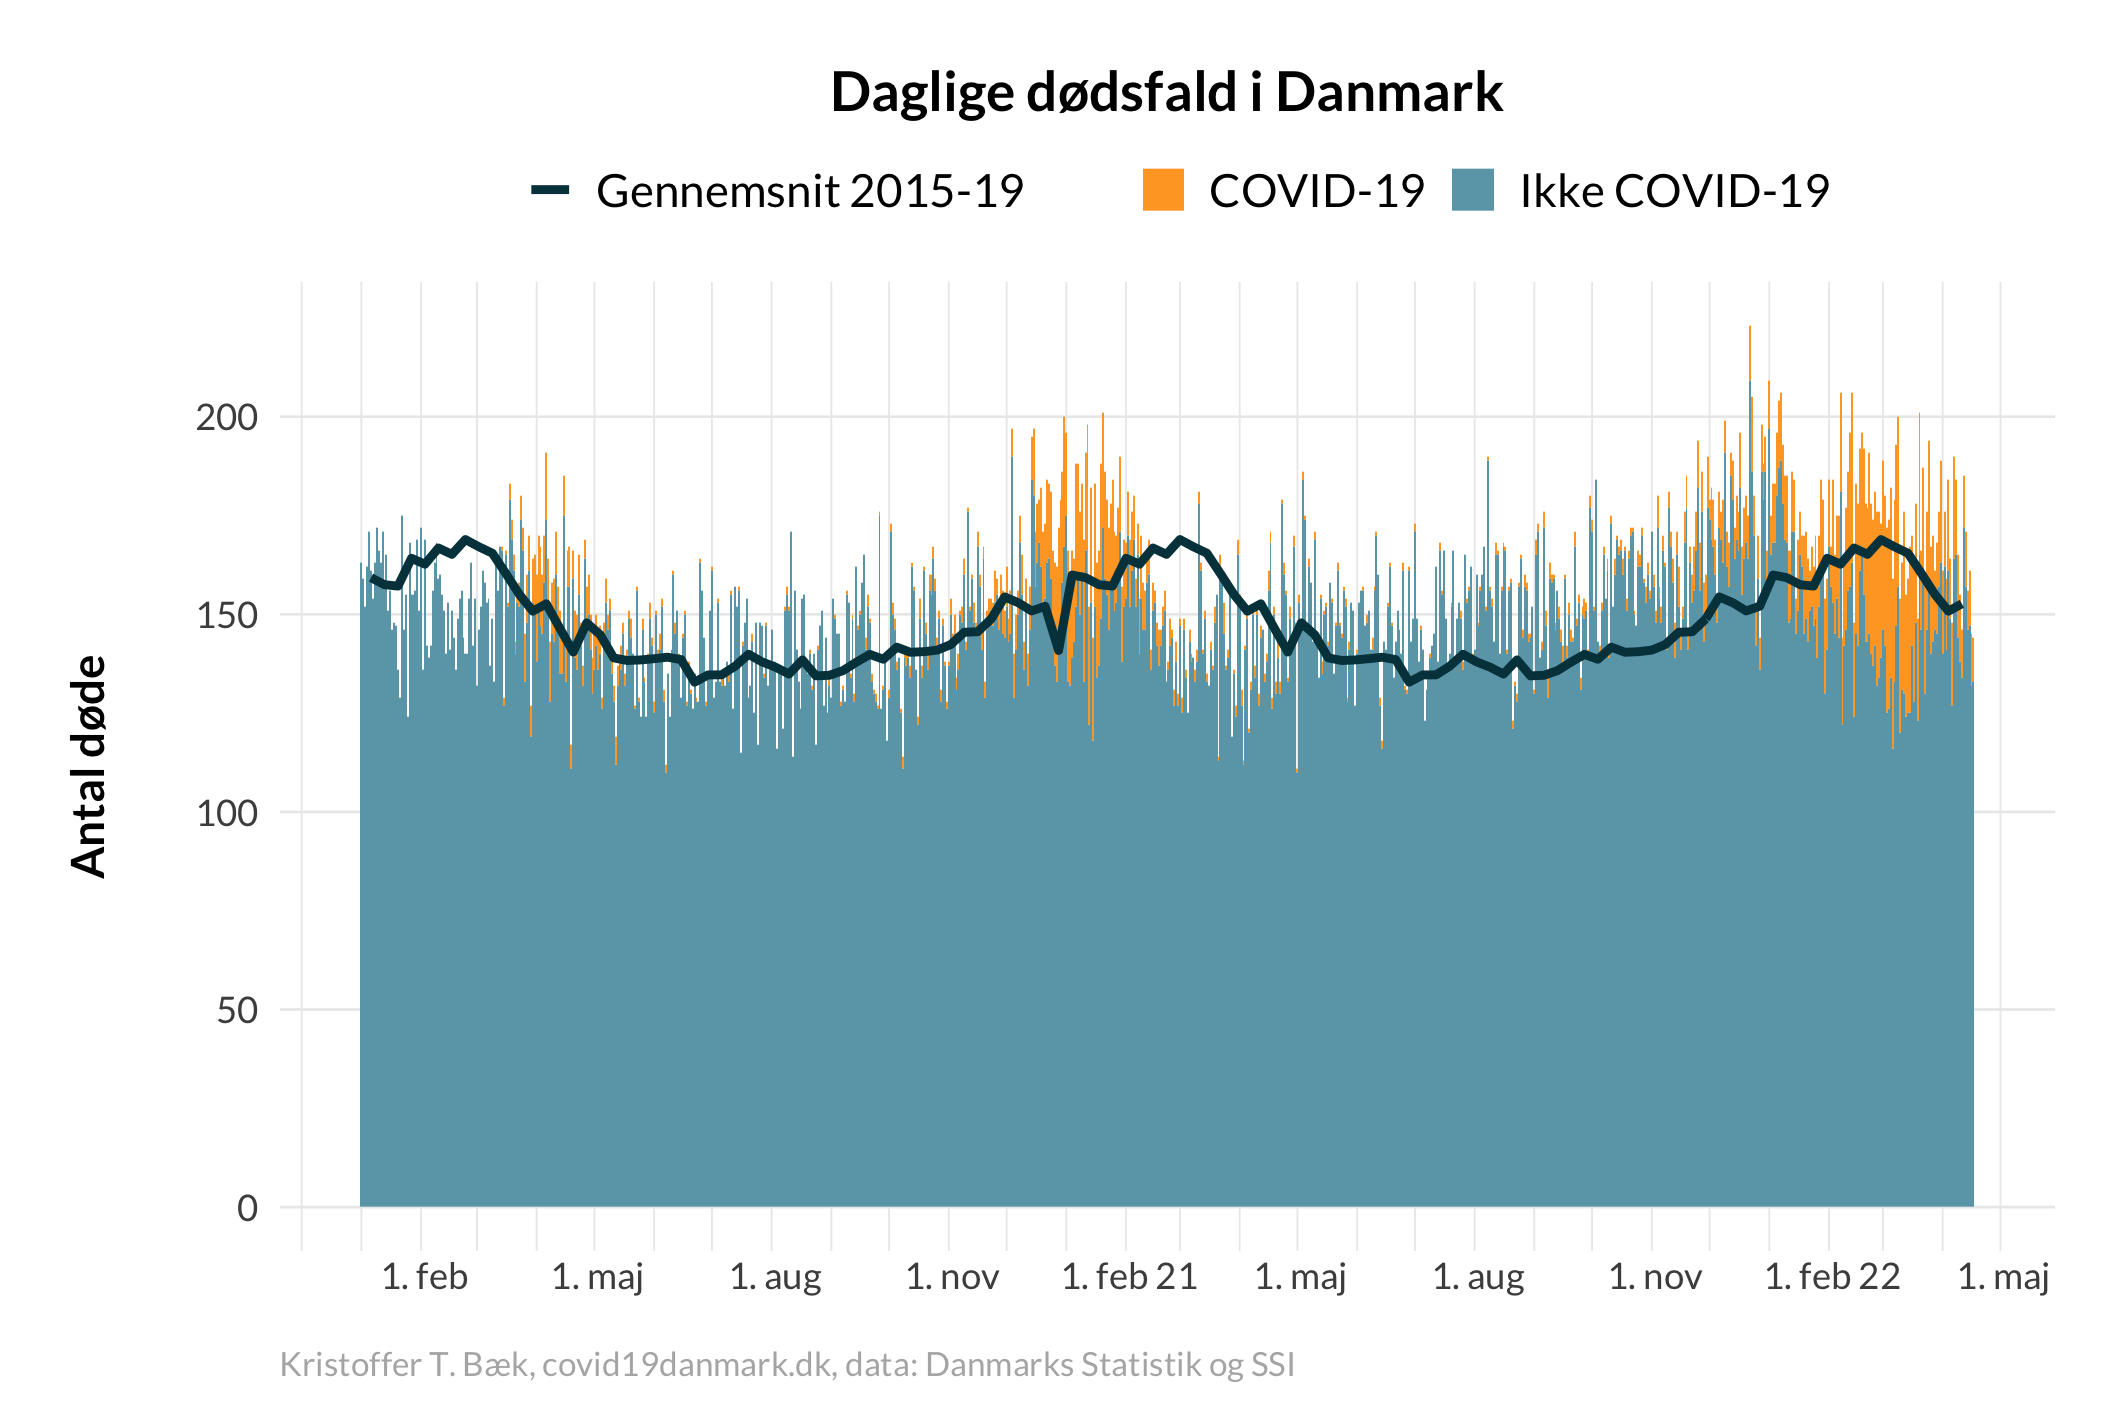 Daglige dødsfald i Danmark
Gennemsnit 2015-19 COVID-19 Ikke COVID-19
Antal døde
200
150
100
50
0
1. feb 1. maj 1. aug 1. nov 1. feb 21 1. maj 1. aug 1. nov 1. feb 22 1. maj
Kristoffer T. Bæk, covid19danmark.dk, data: Danmarks Statistik og SSI